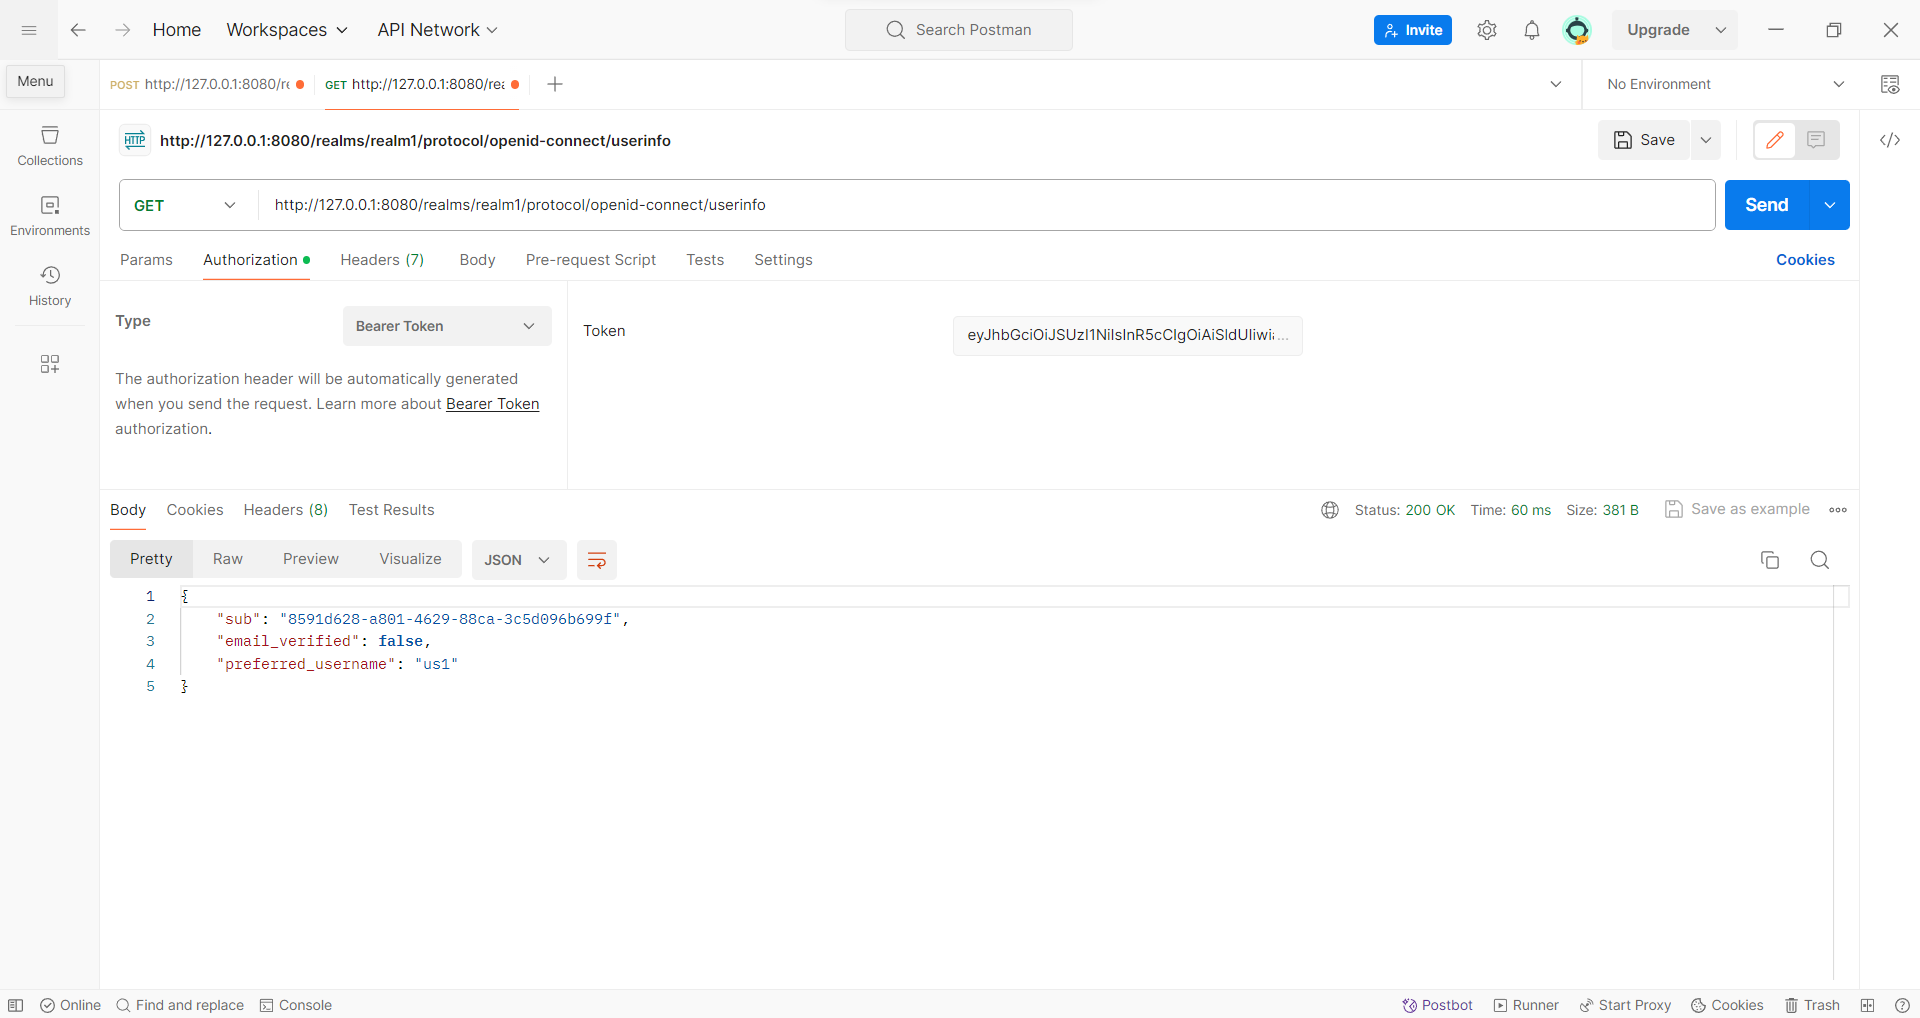 Home Workspaces API Network Search Postman Invite Upgrade
Menu
POST http://127.0.0.1:8080/re GET http://127.0.0.1:8080/rea No Environment
HTTP http://127.0.0.1:8080/realms/realm1/protocol/openid-connect/userinfo Save
Collections
GET http://127.0.0.1:8080/realms/realm1/protocol/openid-connect/userinfo Send
Environments
Params Authorization Headers (7) Body Pre-request Script Tests Settings Cookies
History
Type Bearer Token Token eyJhbGciOiJSUzI1NiIsInR5cCIgOiAiSldUIiwia...
The authorization header will be automatically generated
when you send the request. Learn more about Bearer Token
authorization.
Body Cookies Headers (8) Test Results Status: 200 OK Time: 60 ms Size: 381 B Save as example
Pretty Raw Preview Visualize JSON
1 {
2 "sub": "8591d628-a801-4629-88ca-3c5d096b699f",
3 "email_verified": false,
4 "preferred_username": "us1"
5 }
Online Find and replace Console Postbot Runner Start Proxy Cookies Trash